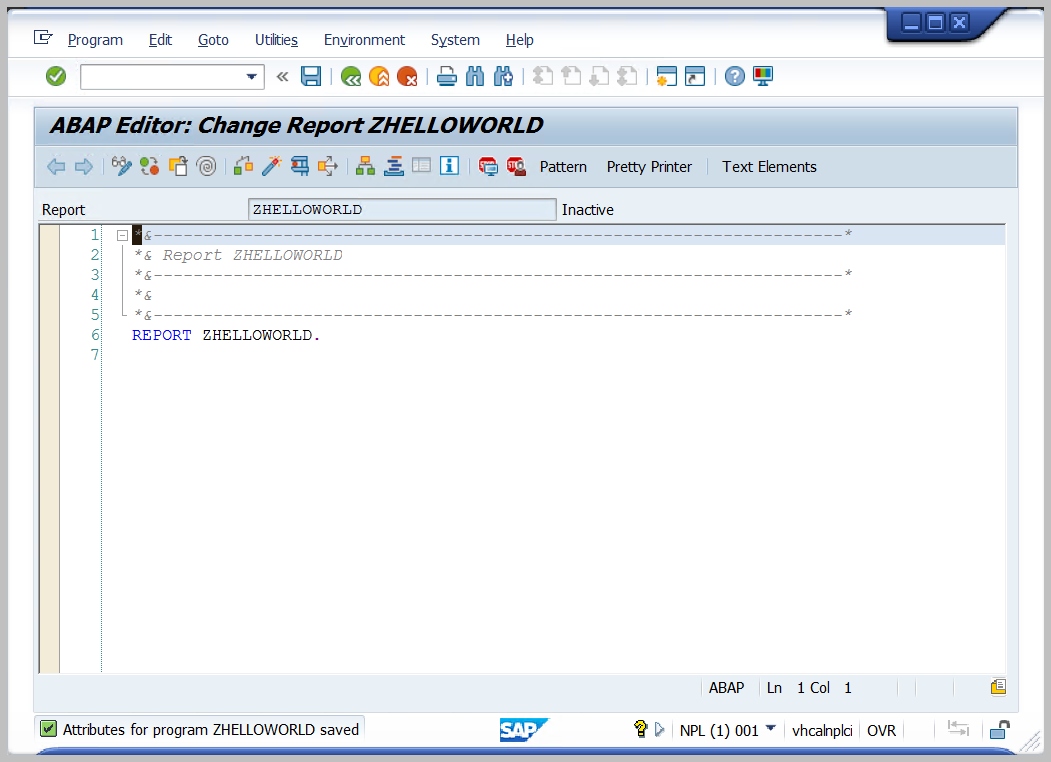 Program Edit Goto Utilities Environment System Help
ABAP Editor: Change Report ZHELLOWORLD
Pattern Pretty Printer Text Elements
Report ZHELLOWORLD Inactive
1 *&---------------------------------------------------------------------*
2 *& Report ZHELLOWORLD
3 *&---------------------------------------------------------------------*
4 *&
5 *&---------------------------------------------------------------------*
6 REPORT ZHELLOWORLD.
7
ABAP Ln 1 Col 1
Attributes for program ZHELLOWORLD saved SAP NPL (1) 001 vhcalnplci OVR